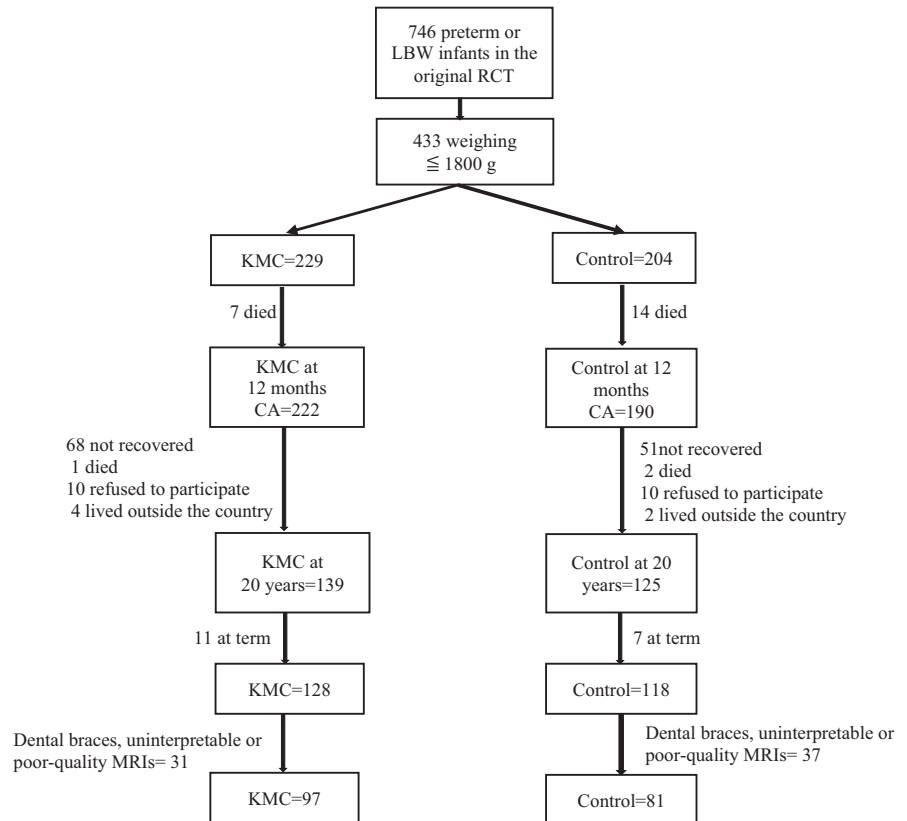 746 preterm or
LBW infants in the
original RCT
433 weighing
≦ 1800 g
KMC=229
Control=204
7 died
14 died
KMC at
12 months
CA=222
Control at 12
months
CA=190
68 not recovered
1 died
10 refused to participate
4 lived outside the country
51not recovered
2 died
10 refused to participate
2 lived outside the country
KMC at
20 years=139
Control at 20
years=125
11 at term
7 at term
KMC=128
Control=118
Dental braces, uninterpretable or
poor-quality MRIs= 31
Dental braces, uninterpretable or
poor-quality MRIs= 37
KMC=97
Control=81